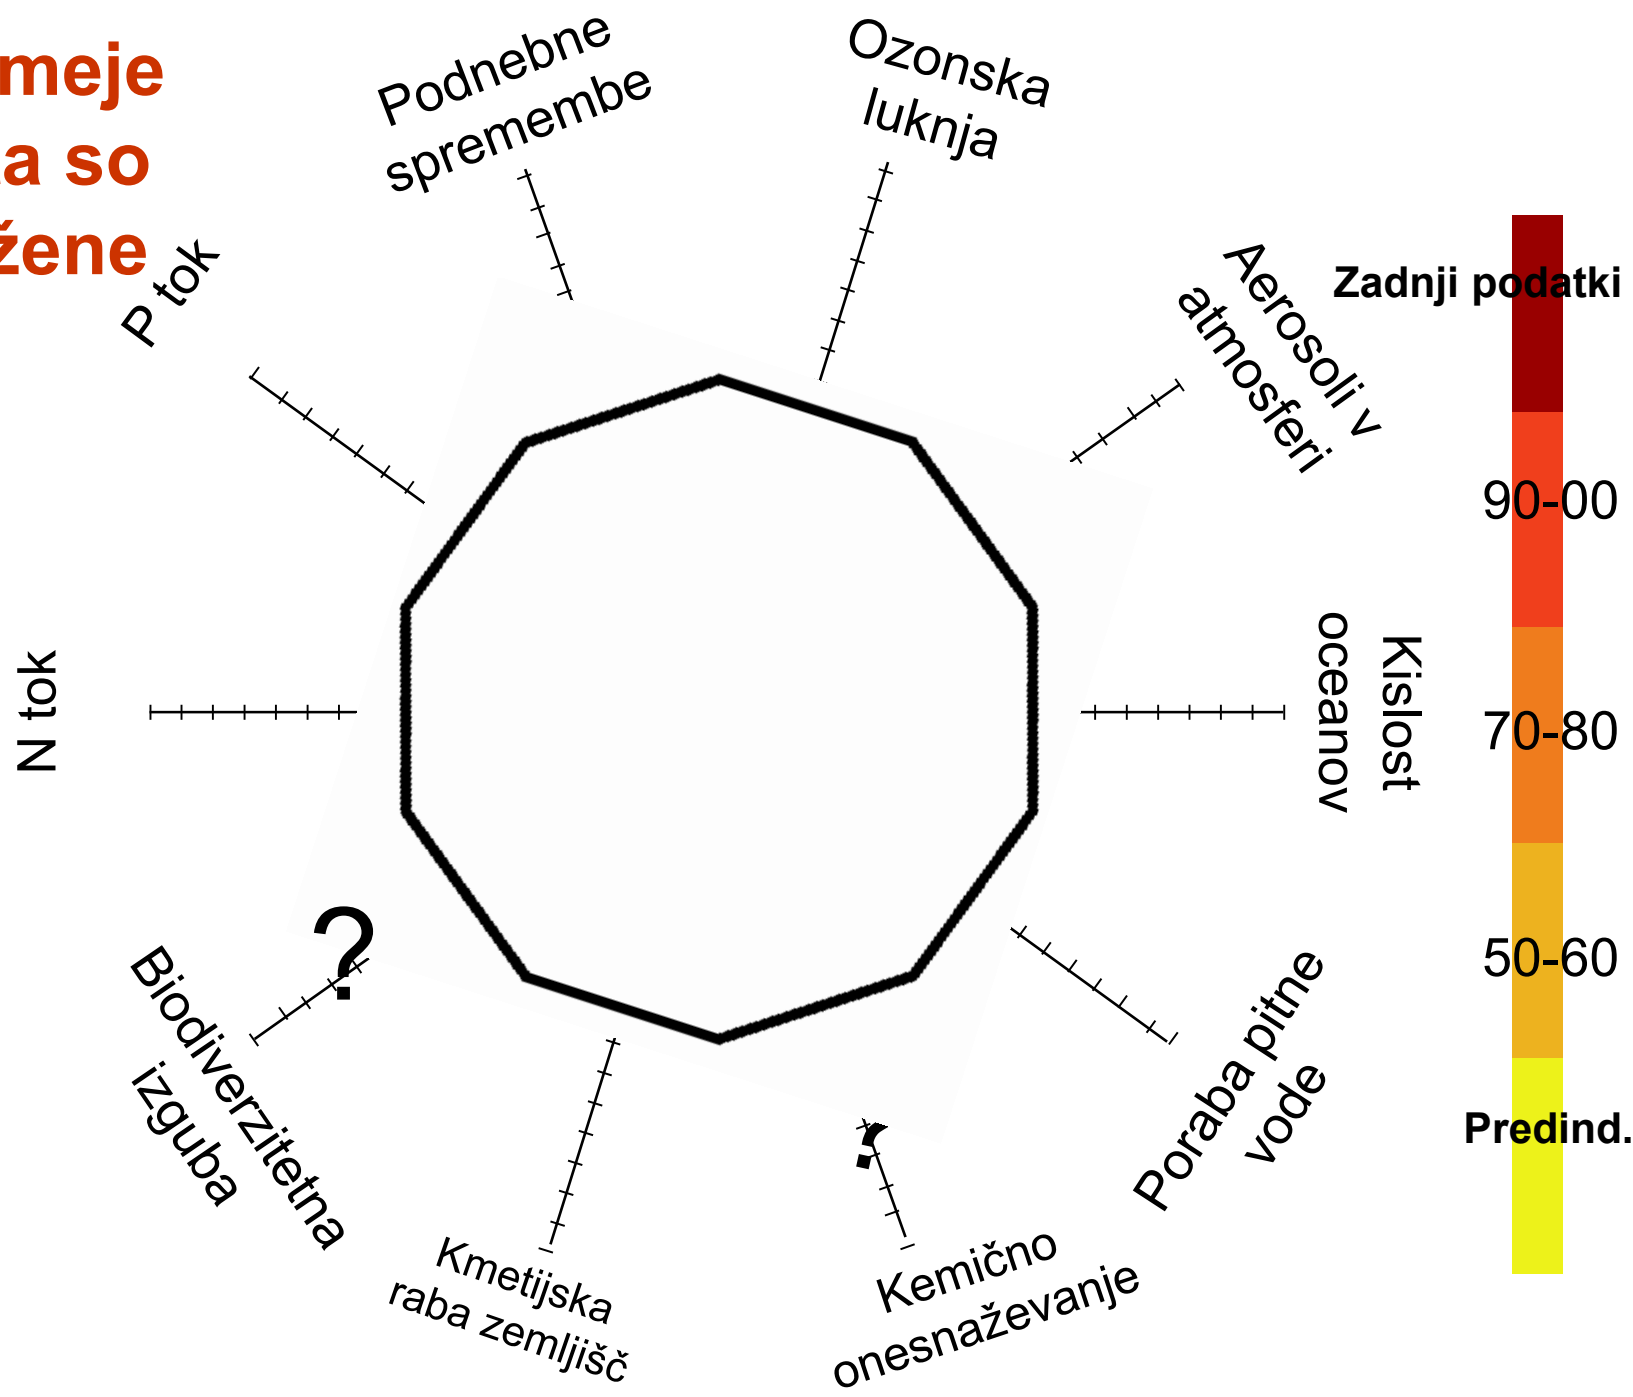 meje
so
Podnebne
spremembe
Ozonska
luknja
P tok
Aerosoli v
atmosferi
Zadnji podatki
90-00
N tok
Kislost
oceanov
70-80
50-60
?
Biodiverzitetna
izguba
Poraba pitne
vode
Predind.
?
Kmetijska
raba zemljišč
Kemično
onesnaževanje